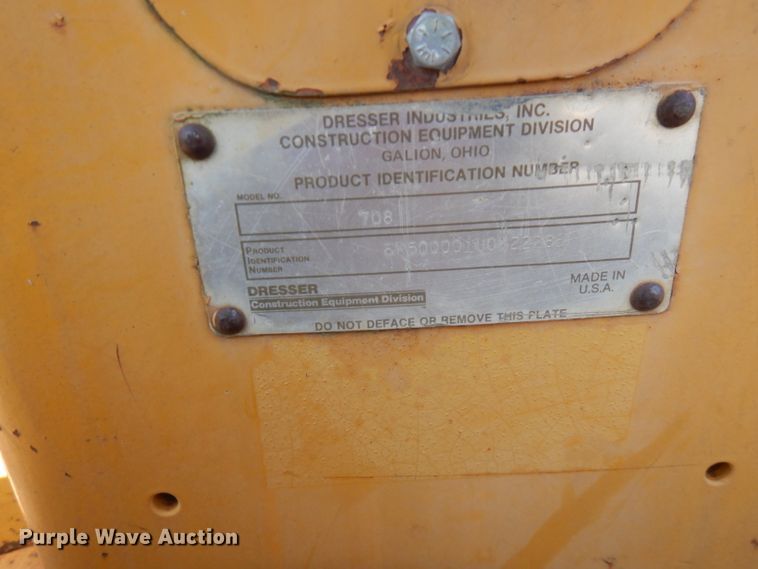 DRESSER INDUSTRIES, INC.
CONSTRUCTION EQUIPMENT DIVISION
GALION, OHIO
PRODUCT IDENTIFICATION NUMBER
MODEL NO.
708
PRODUCT
IDENTIFICATION
NUMBER
DRESSER
Construction Equipment Division
MADE IN
U.S.A.
DO NOT DEFACE OR REMOVE THIS PLATE
Purple Wave Auction